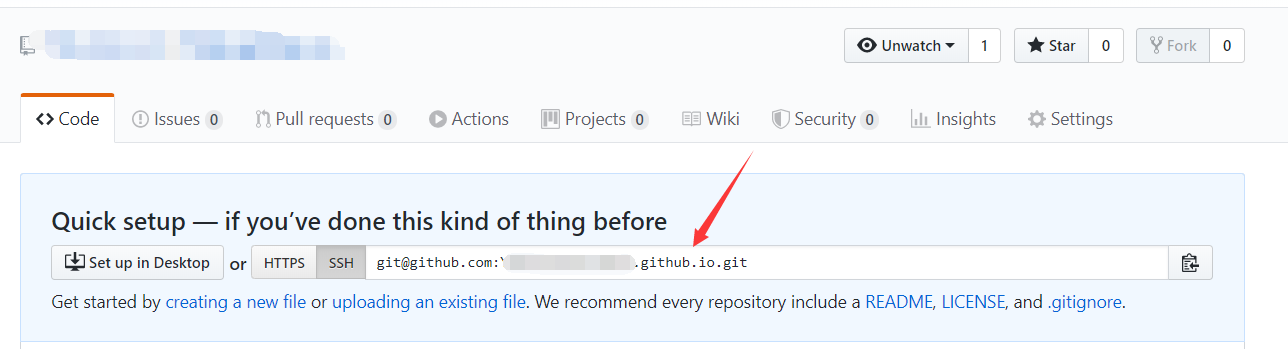 Unwatch 1 Star 0 Fork 0
Code Issues 0 Pull requests 0 Actions Projects 0 Wiki Security 0 Insights Settings
Quick setup — if you’ve done this kind of thing before
Set up in Desktop or HTTPS SSH git@github.com: .github.io.git
Get started by creating a new file or uploading an existing file. We recommend every repository include a README, LICENSE, and .gitignore.